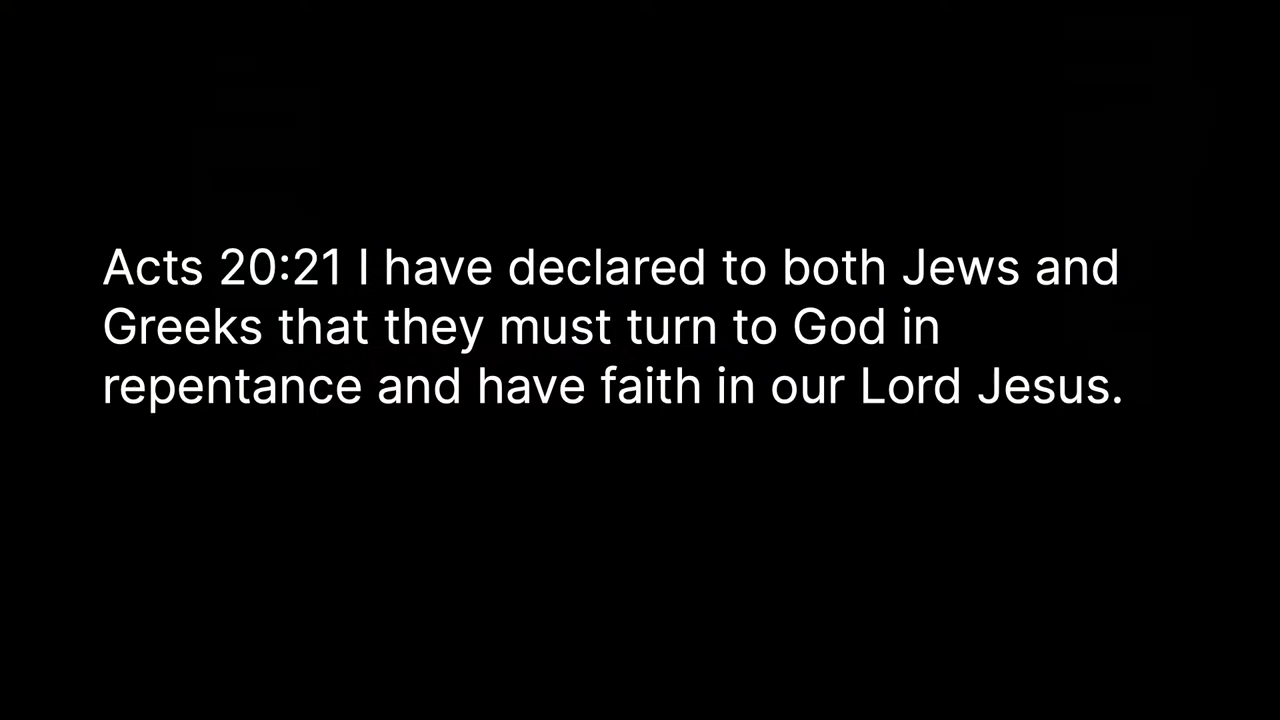 Acts 20:21 I have declared to both Jews and
Greeks that they must turn to God in
repentance and have faith in our Lord Jesus.